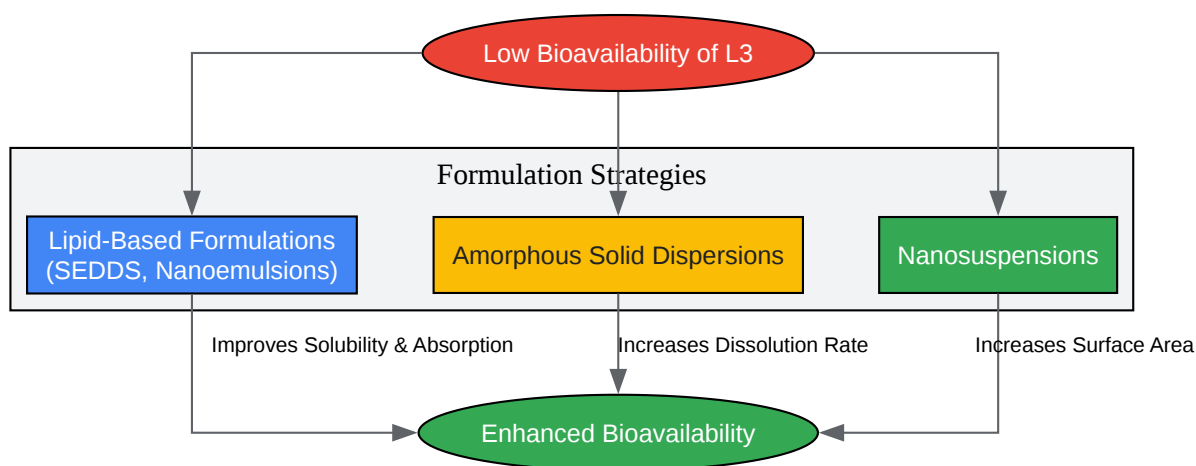 Low Bioavailability of L3
Formulation Strategies
Lipid-Based Formulations
(SEDDS, Nanoemulsions)
Amorphous Solid Dispersions
Nanosuspensions
Improves Solubility & Absorption
Increases Dissolution Rate
Increases Surface Area
Enhanced Bioavailability